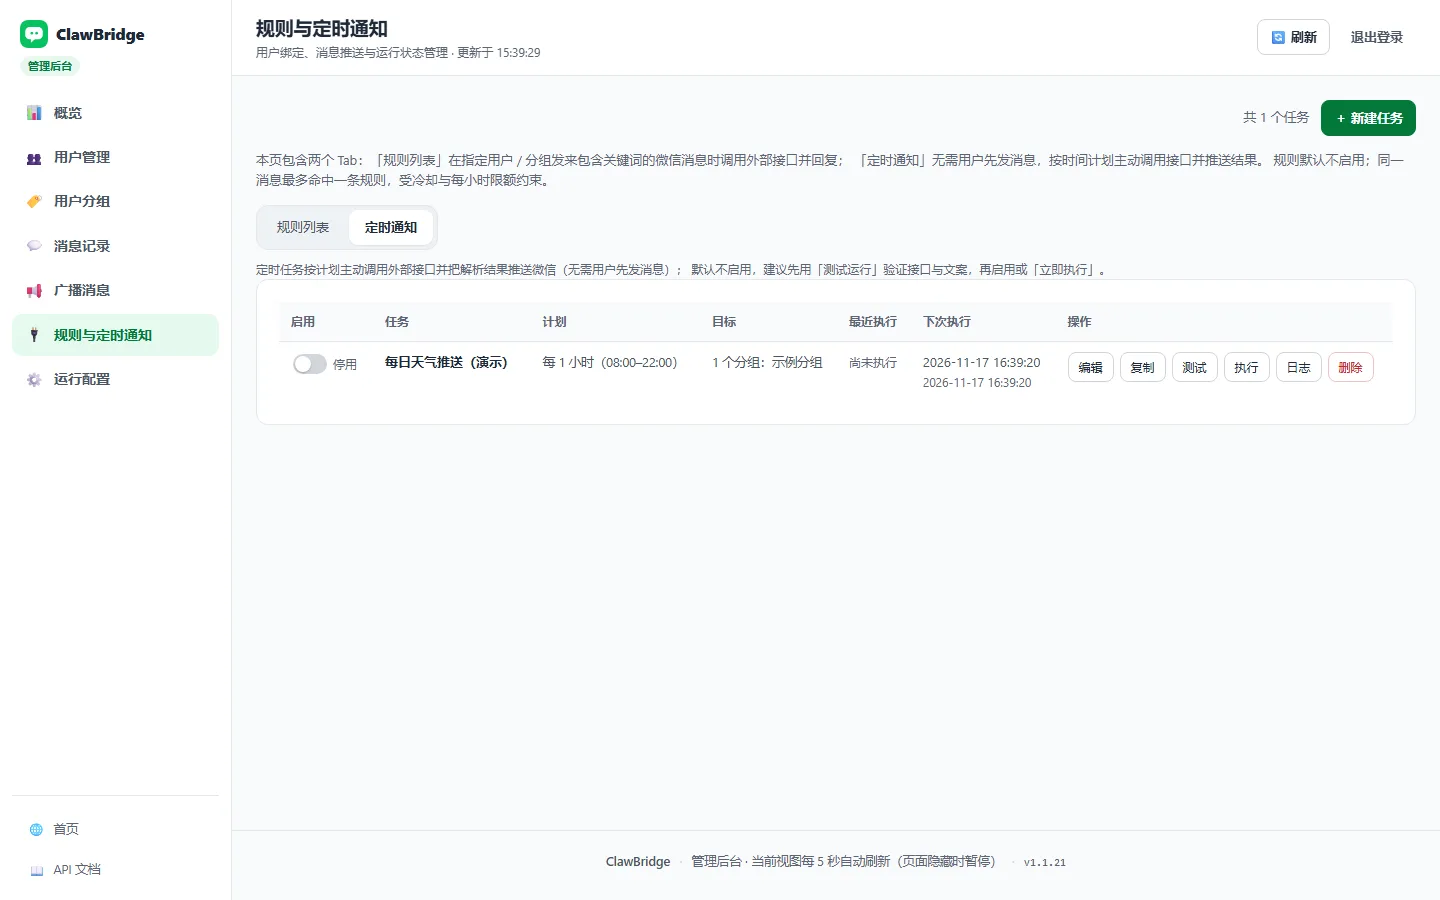 ClawBridge
管理后台
概览
用户管理
用户分组
消息记录
广播消息
规则与定时通知
运行配置
首页
API 文档
规则与定时通知
用户绑定、消息推送与运行状态管理 · 更新于 15:39:29
刷新
退出登录
共 1 个任务
+ 新建任务
本页包含两个 Tab：「规则列表」在指定用户 / 分组发来包含关键词的微信消息时调用外部接口并回复； 「定时通知」无需用户先发消息，按时间计划主动调用接口并推送结果。 规则默认不启用；同一
消息最多命中一条规则，受冷却与每小时限额约束。
规则列表
定时通知
定时任务按计划主动调用外部接口并把解析结果推送微信（无需用户先发消息）； 默认不启用，建议先用「测试运行」验证接口与文案，再启用或「立即执行」。
启用 任务 计划 目标 最近执行 下次执行 操作
停用 每日天气推送（演示） 每 1 小时（08:00–22:00） 1 个分组：示例分组 尚未执行 2026-11-17 16:39:20 编辑 复制 测试 执行 日志 删除
2026-11-17 16:39:20
ClawBridge · 管理后台 · 当前视图每 5 秒自动刷新（页面隐藏时暂停） · v1.1.21